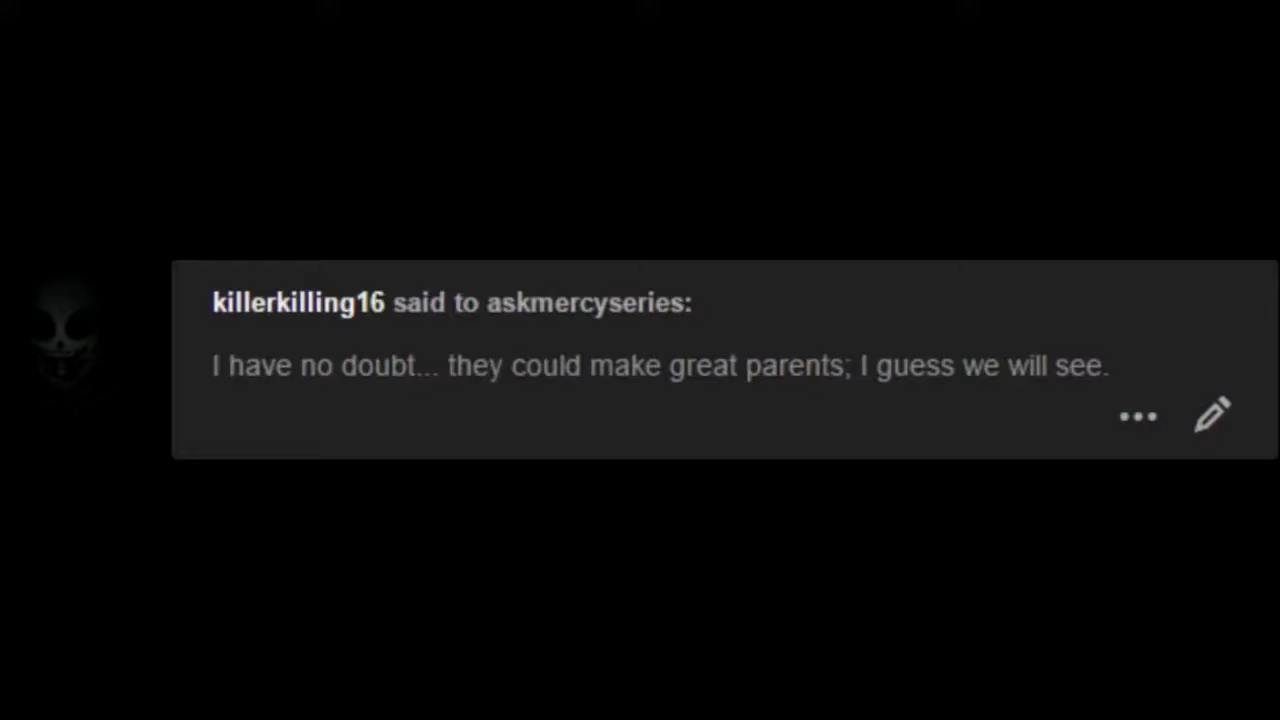 killerkilling16 said to askmercyseries:
I have no doubt... they could make great parents; I guess we will see.